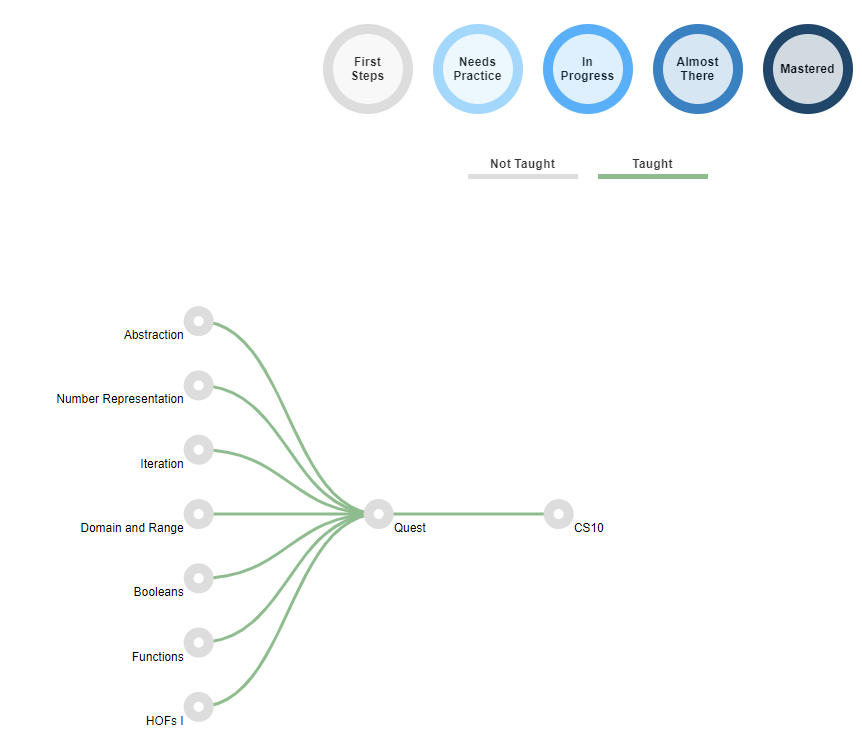 First
Steps
Needs
Practice
In
Progress
Almost
There
Mastered
Not Taught
Taught
Abstraction
Number Representation
Iteration
Domain and Range
Quest
CS10
Booleans
Functions
HOFs I